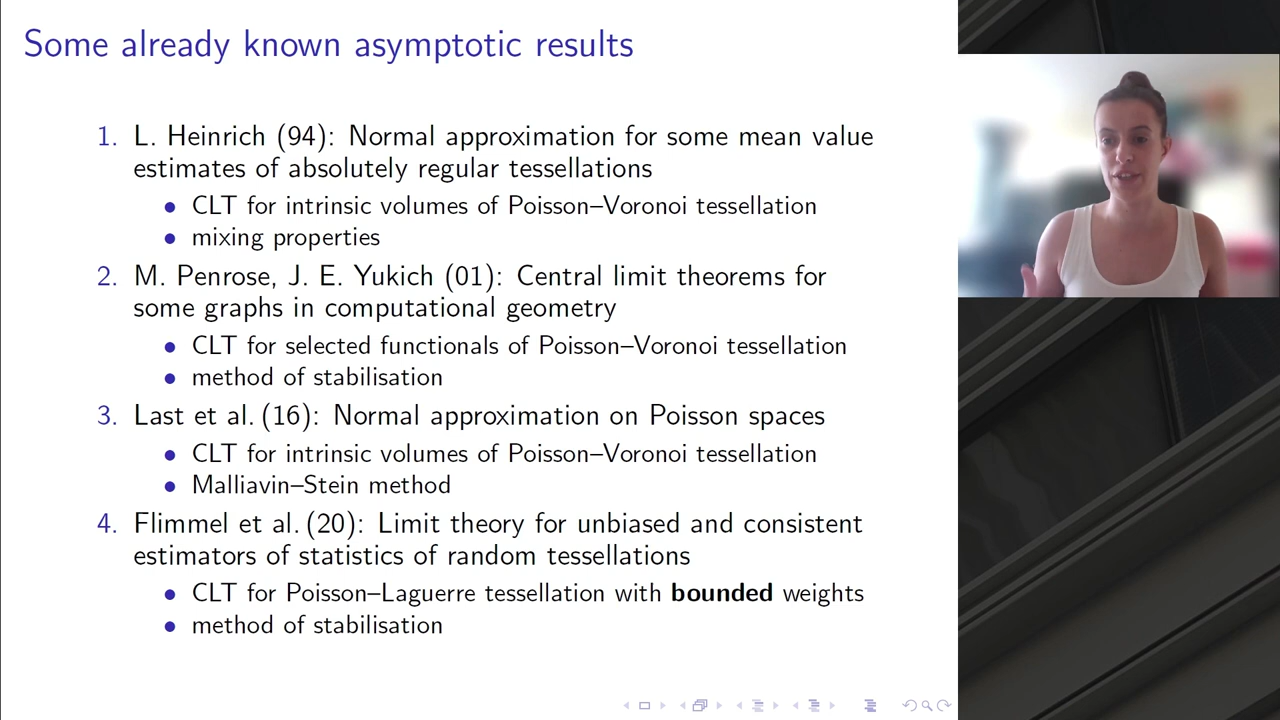 Some already known asymptotic results
1. L. Heinrich (94): Normal approximation for some mean value
estimates of absolutely regular tessellations
• CLT for intrinsic volumes of Poisson–Voronoi tessellation
• mixing properties
2. M. Penrose, J. E. Yukich (01): Central limit theorems for
some graphs in computational geometry
• CLT for selected functionals of Poisson–Voronoi tessellation
• method of stabilisation
3. Last et al. (16): Normal approximation on Poisson spaces
• CLT for intrinsic volumes of Poisson–Voronoi tessellation
• Malliavin–Stein method
4. Flimmel et al. (20): Limit theory for unbiased and consistent
estimators of statistics of random tessellations
• CLT for Poisson–Laguerre tessellation with bounded weights
• method of stabilisation